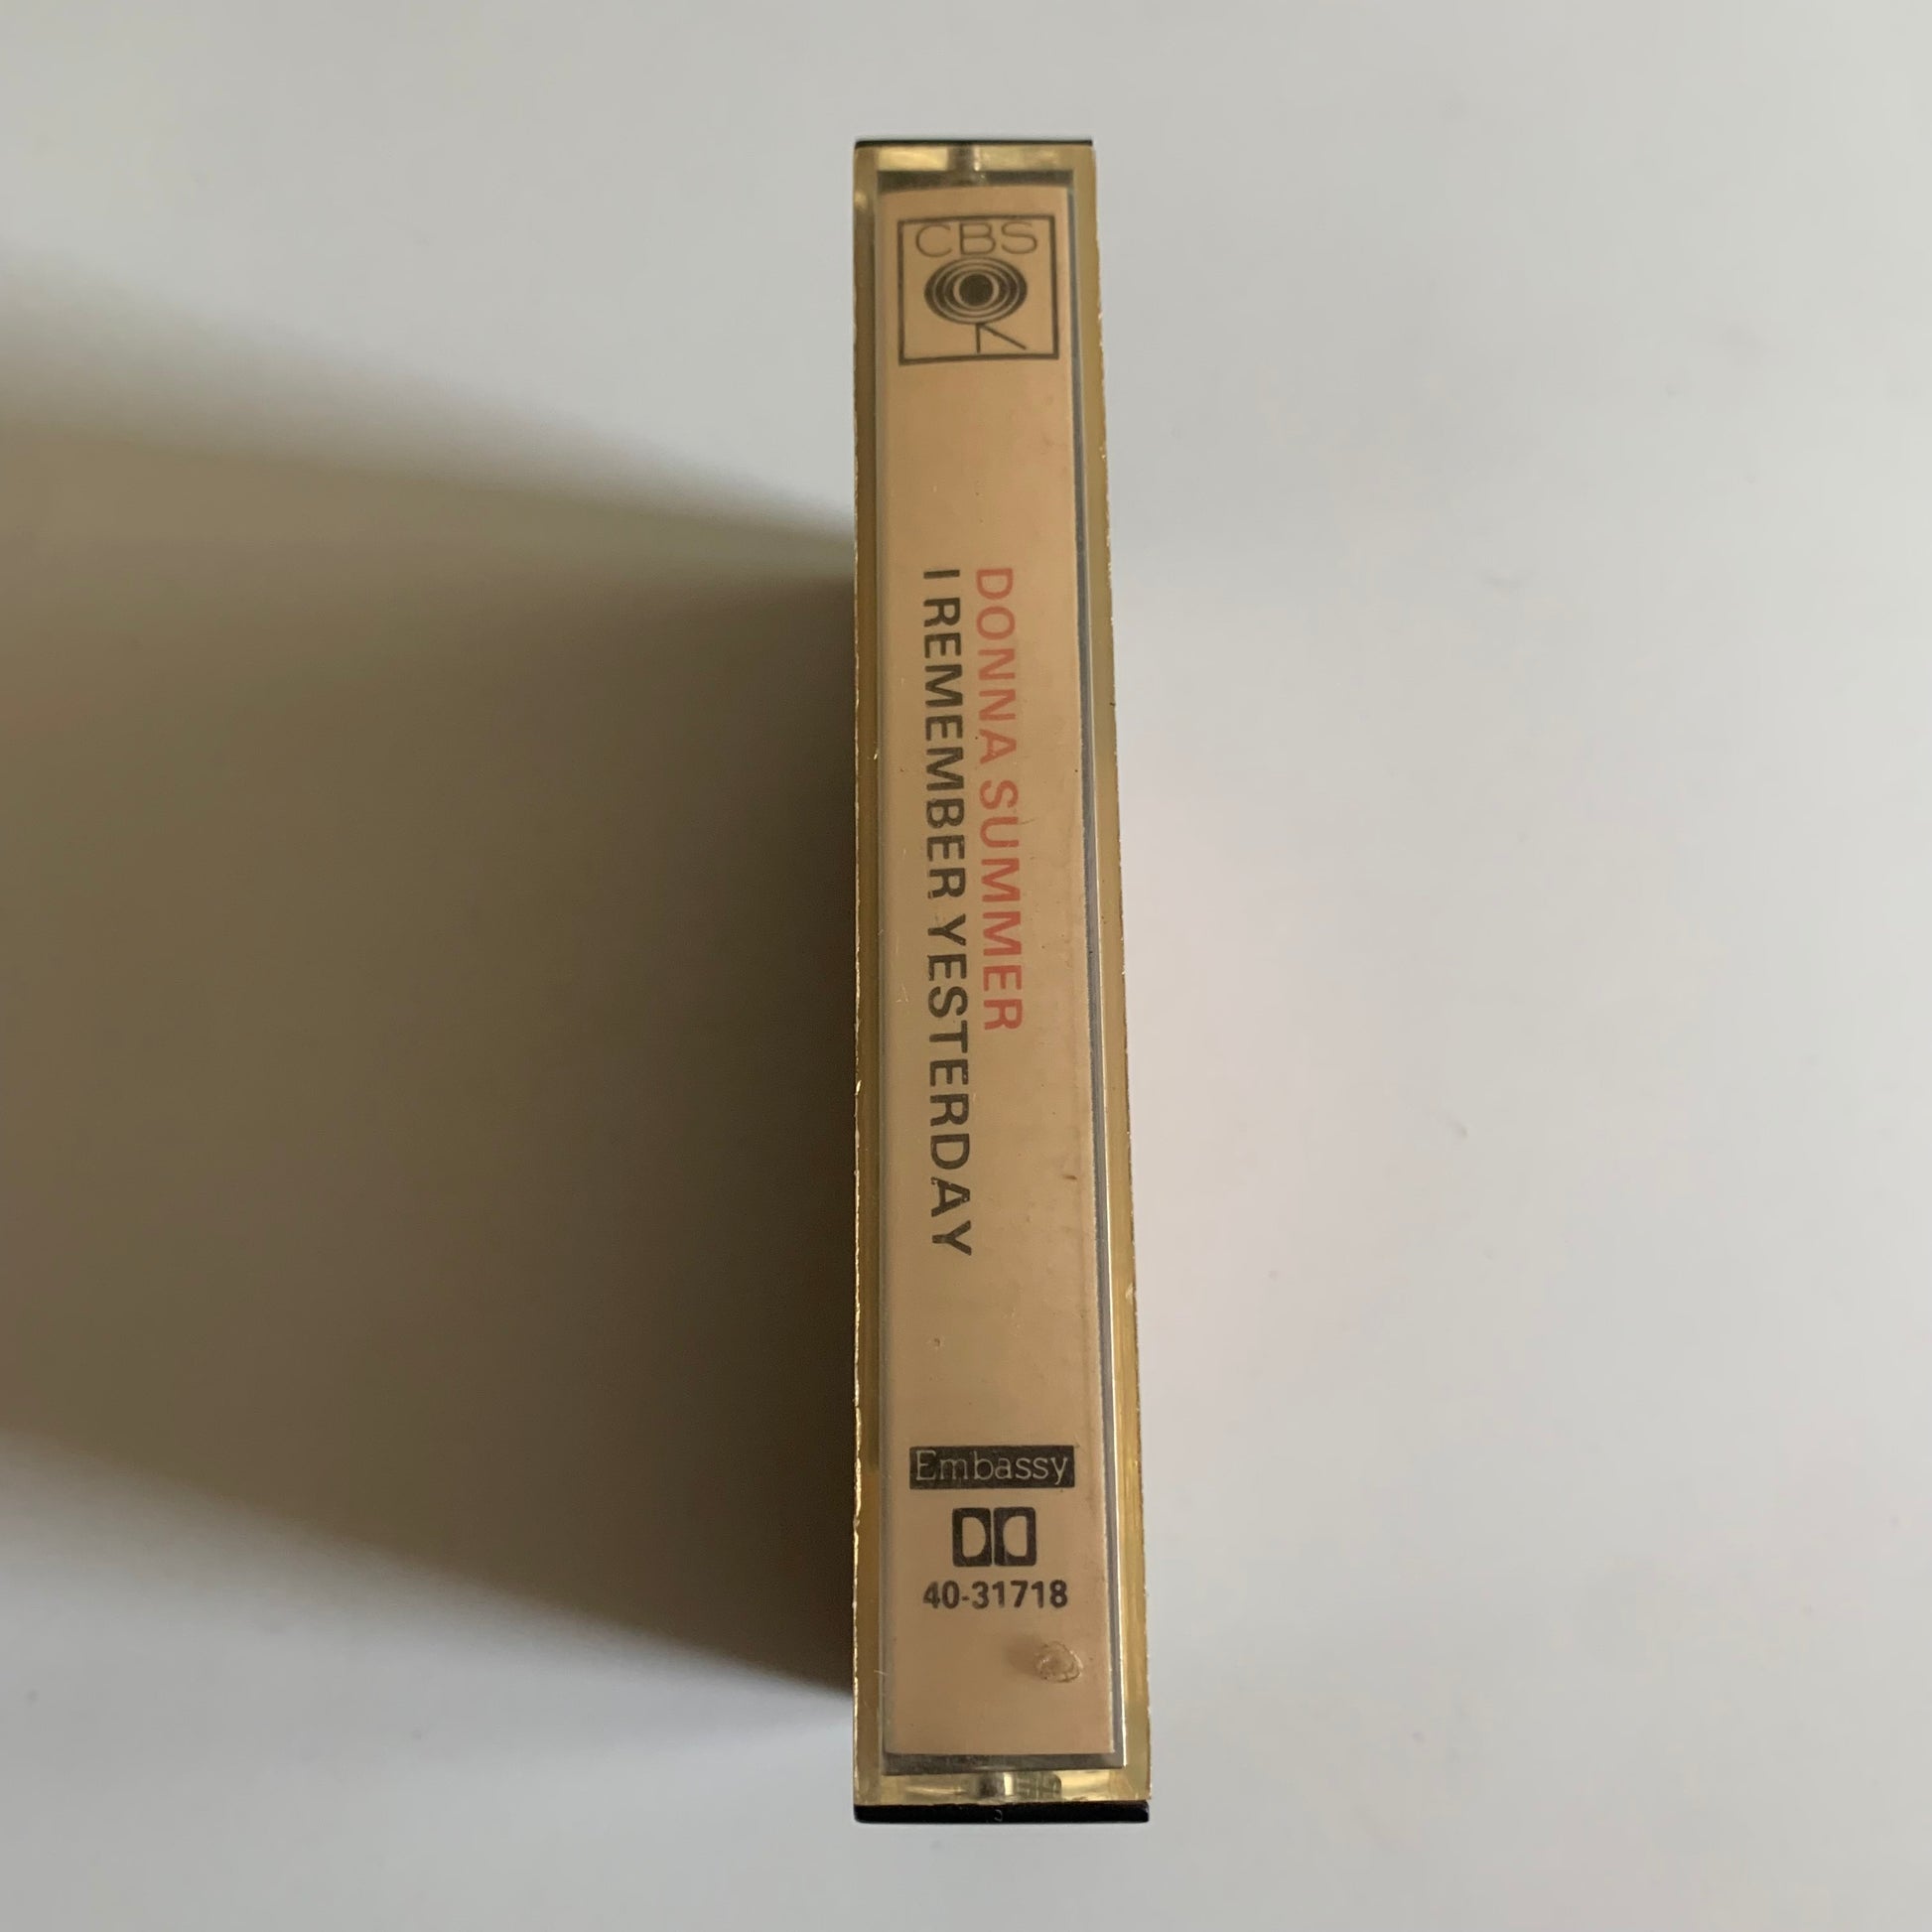 CBS
DONNA SUMMER
I REMEMBER YESTERDAY
Embassy
40-31718